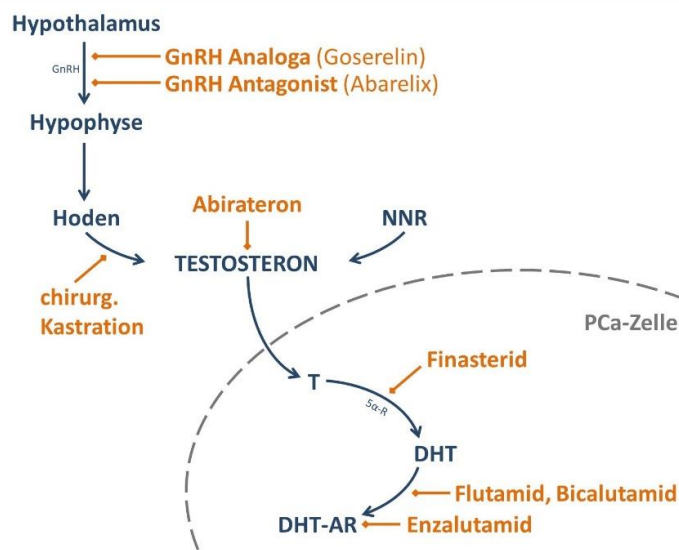 Hypothalamus
GnRH
GnRH Analoga (Goserelin)
GnRH Antagonist (Abarelix)
Hypophyse
Hoden
Abirateron
NNR
TESTOSTERON
chirurg.
Kastration
PCa-Zelle
T
Finasterid
5α-R
DHT
Flutamid, Bicalutamid
DHT-AR
Enzalutamid